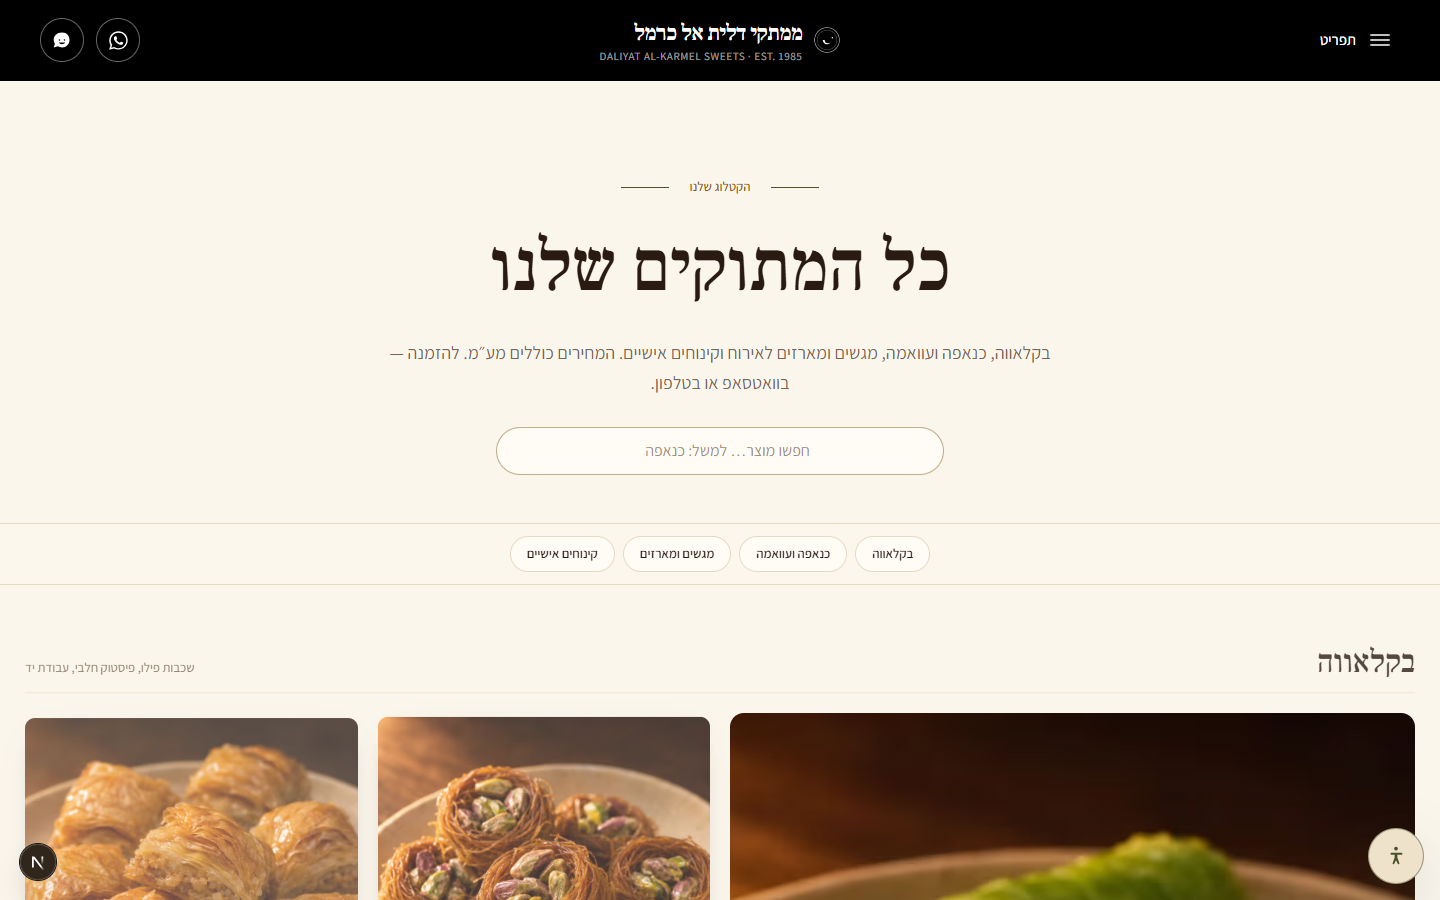 תפריט
ממתקי דלית אל כרמל
DALIYAT AL-KARMEL SWEETS · EST. 1985
הקטלוג שלנו
כל המתוקים שלנו
בקלאווה, כנאפה ועוואמה, מגשים ומארזים לאירוח וקינוחים אישיים. המחירים כוללים מע״מ. להזמנה —
בוואטסאפ או בטלפון.
חפשו מוצר… למשל: כנאפה
בקלאווה
כנאפה ועוואמה
מגשים ומארזים
קינוחים אישיים
בקלאווה
שכבות פילו, פיסטוק חלבי, עבודת יד
N